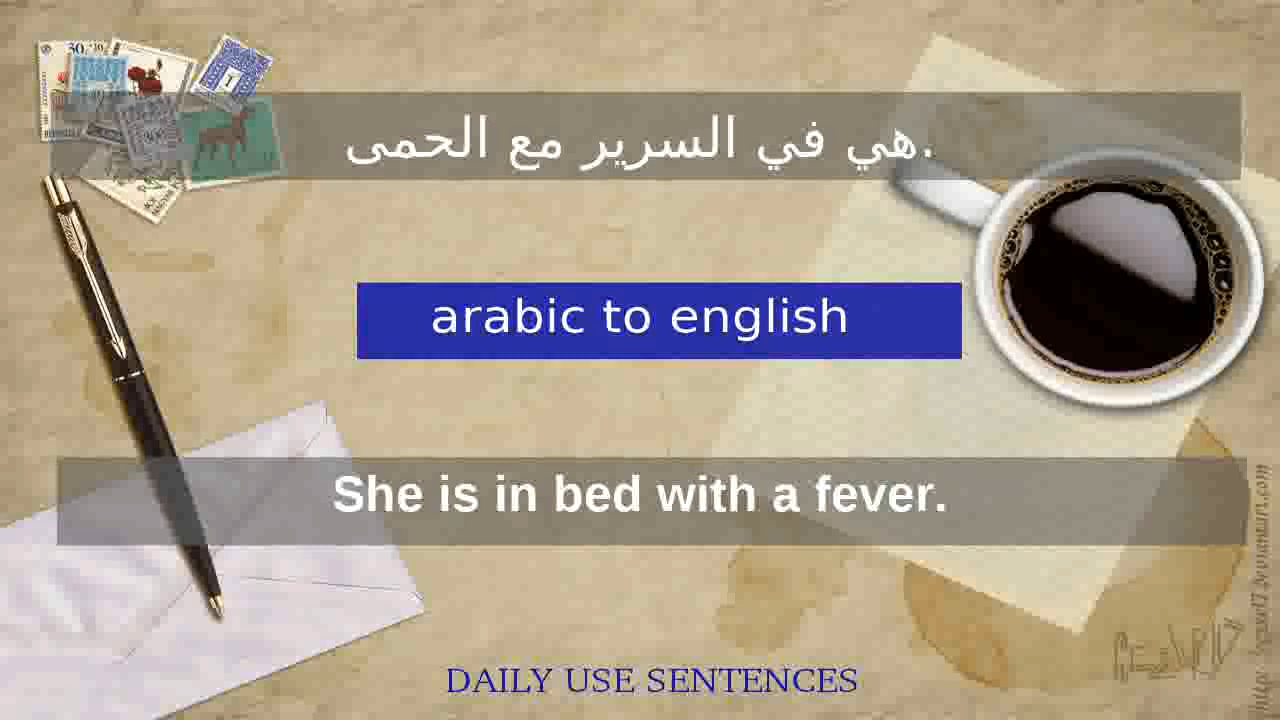 هي في السرير مع الحمى.
arabic to english
She is in bed with a fever.
DAILY USE SENTENCES